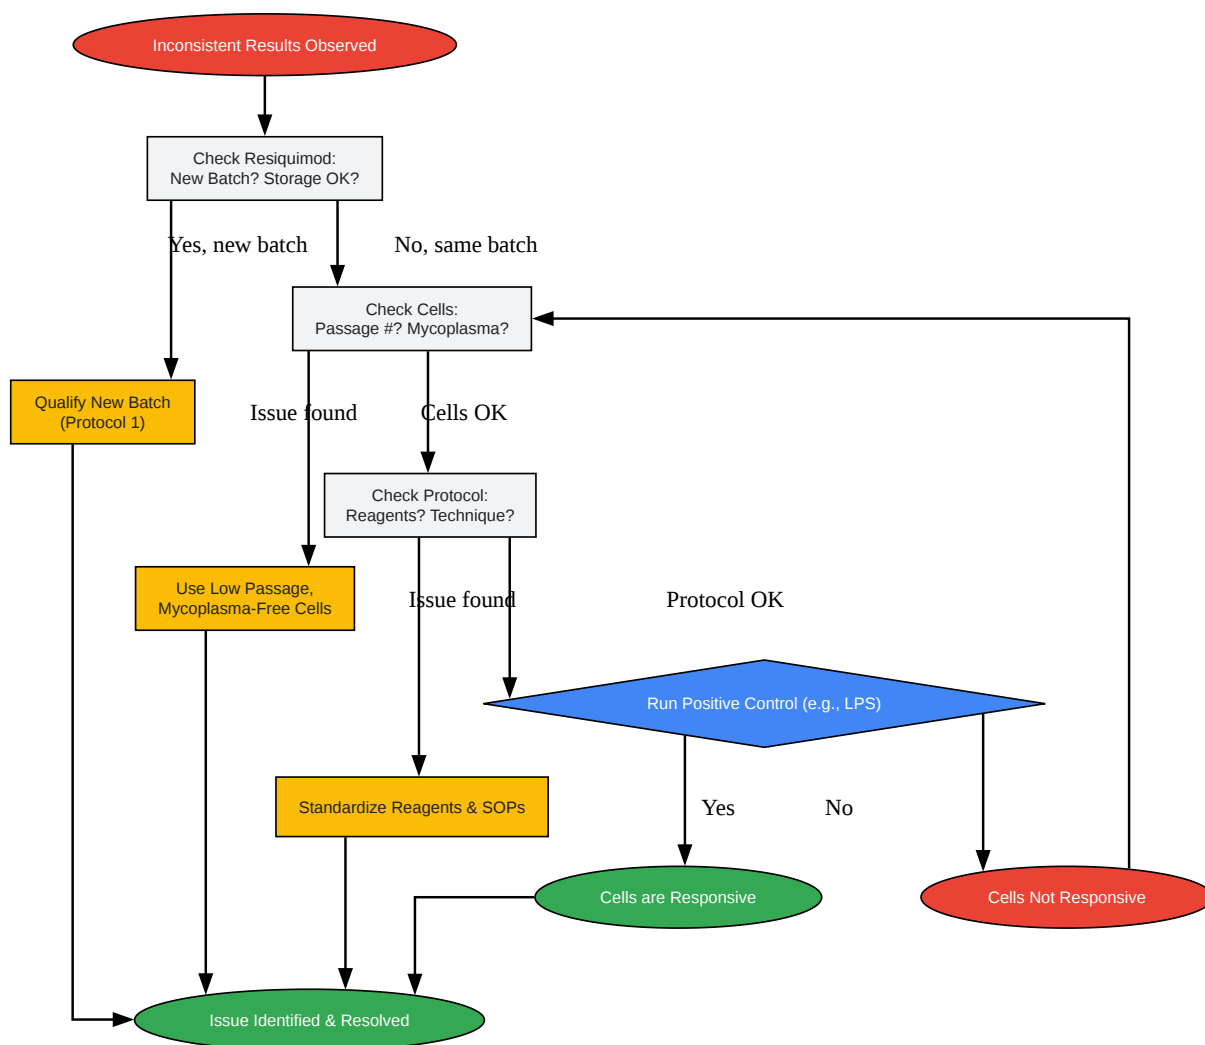 Inconsistent Results Observed
Check Resiquimod:
New Batch? Storage OK?
Yes, new batch
No, same batch
Check Cells:
Passage #? Mycoplasma?
Qualify New Batch
(Protocol 1)
Issue found
Cells OK
Check Protocol:
Reagents? Technique?
Use Low Passage,
Mycoplasma-Free Cells
Issue found
Protocol OK
Run Positive Control (e.g., LPS)
Standardize Reagents & SOPs
Yes
No
Cells are Responsive
Cells Not Responsive
Issue Identified & Resolved